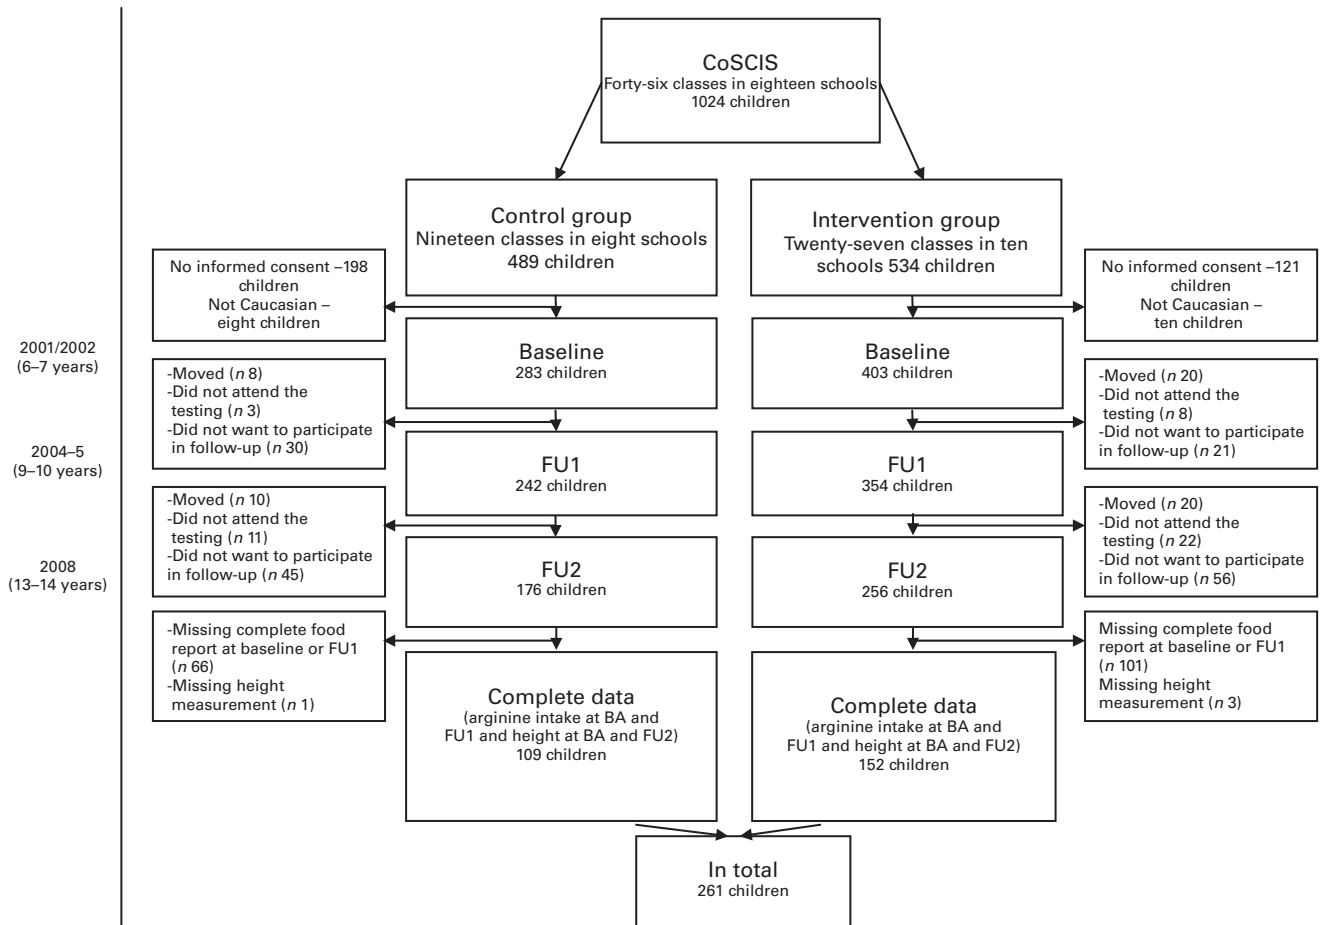 CoSCIS
Forty-six classes in eighteen schools
1024 children
Control group
Nineteen classes in eight schools
489 children
Intervention group
Twenty-seven classes in ten
schools 534 children
No informed consent –198
children
Not Caucasian –
eight children
No informed consent –121
children
Not Caucasian –
ten children
2001/2002
(6–7 years)
Baseline
283 children
Baseline
403 children
-Moved (n 8)
-Did not attend the
testing (n 3)
-Did not want to participate
in follow-up (n 30)
-Moved (n 20)
-Did not attend the
testing (n 8)
-Did not want to participate
in follow-up (n 21)
2004–5
(9–10 years)
FU1
242 children
FU1
354 children
-Moved (n 10)
-Did not attend the
testing (n 11)
-Did not want to participate
in follow-up (n 45)
-Moved (n 20)
-Did not attend the
testing (n 22)
-Did not want to participate
in follow-up (n 56)
2008
(13–14 years)
FU2
176 children
FU2
256 children
-Missing complete food
report at baseline or FU1
(n 66)
-Missing height
measurement (n 1)
Missing complete food
report at baseline or FU1
(n 101)
Missing height
measurement (n 3)
Complete data
(arginine intake at BA and
FU1 and height at BA and FU2)
109 children
Complete data
(arginine intake at BA and
FU1 and height at BA and FU2)
152 children
In total
261 children